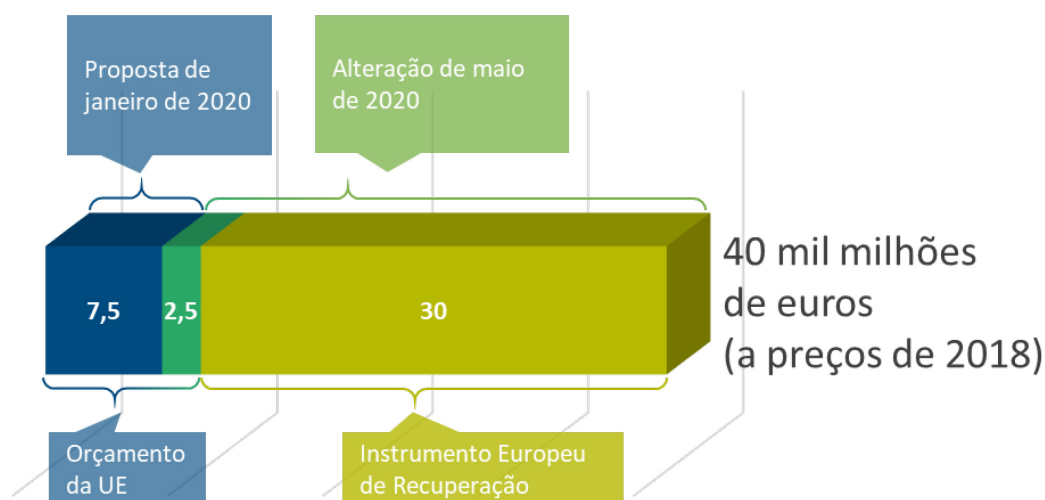 Proposta de
janeiro de 2020
Alteração de maio
de 2020
7,5
2,5
30
40 mil milhões
de euros
(a preços de 2018)
Orçamento
da UE
Instrumento Europeu
de Recuperação